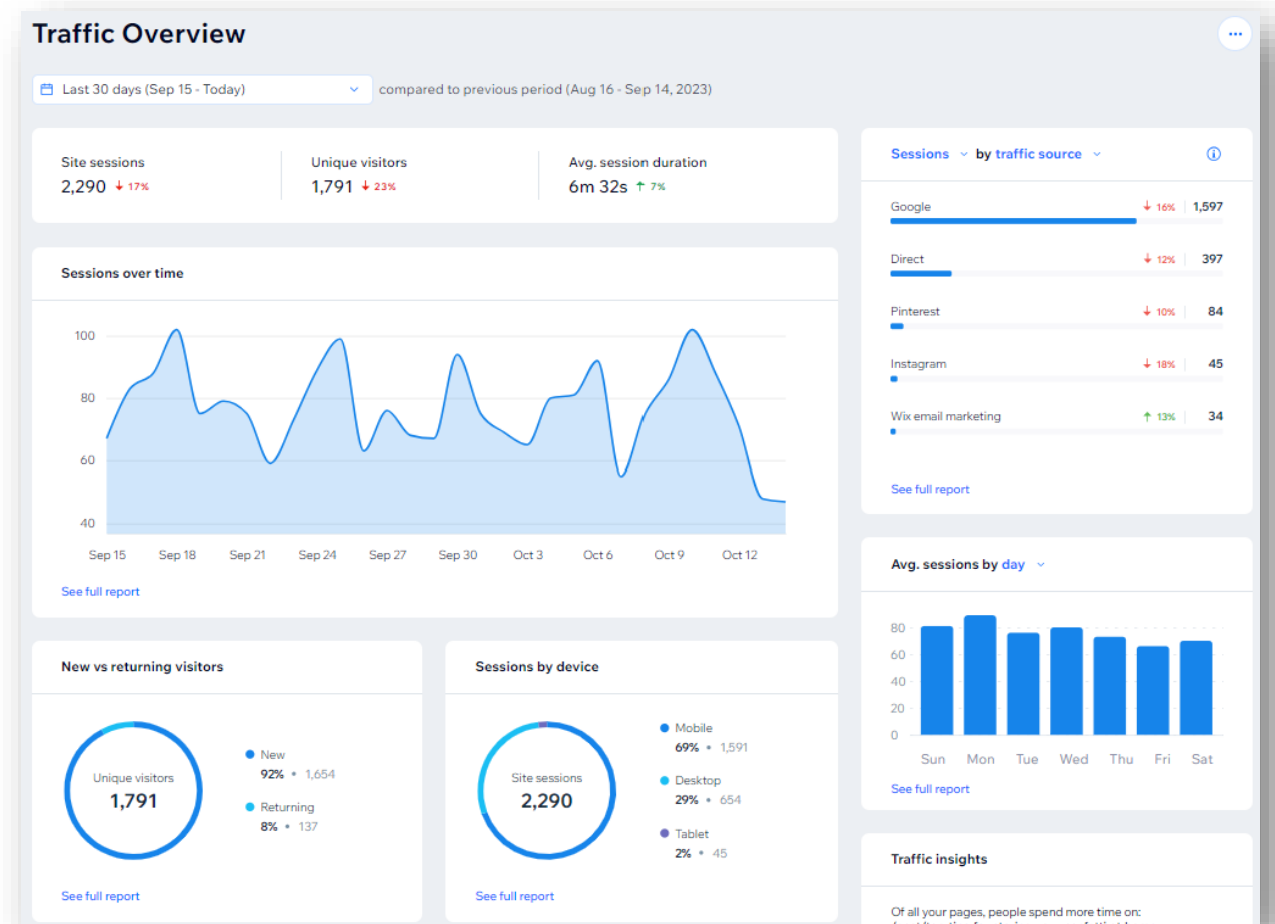 Traffic Overview
Last 30 days (Sep 15 - Today)
compared to previous period (Aug 16 - Sep 14, 2023)
Site sessions
2,290 ↓ 17%
Unique visitors
1,791 ↓ 23%
Avg. session duration
6m 32s ↑ 7%
Sessions over time
100
80
60
40
Sep 15 Sep 18 Sep 21 Sep 24 Sep 27 Sep 30 Oct 3 Oct 6 Oct 9 Oct 12
See full report
New vs returning visitors
Unique visitors
1,791
New
92% • 1,654
Returning
8% • 137
See full report
Sessions by device
Site sessions
2,290
Mobile
69% • 1,591
Desktop
29% • 654
Tablet
2% • 45
See full report
Sessions by traffic source
Google ↓ 16% 1,597
Direct ↓ 12% 397
Pinterest ↓ 10% 84
Instagram ↓ 18% 45
Wix email marketing ↑ 13% 34
See full report
Avg. sessions by day
80
60
40
20
0
Sun Mon Tue Wed Thu Fri Sat
See full report
Traffic insights
Of all your pages, people spend more time on: